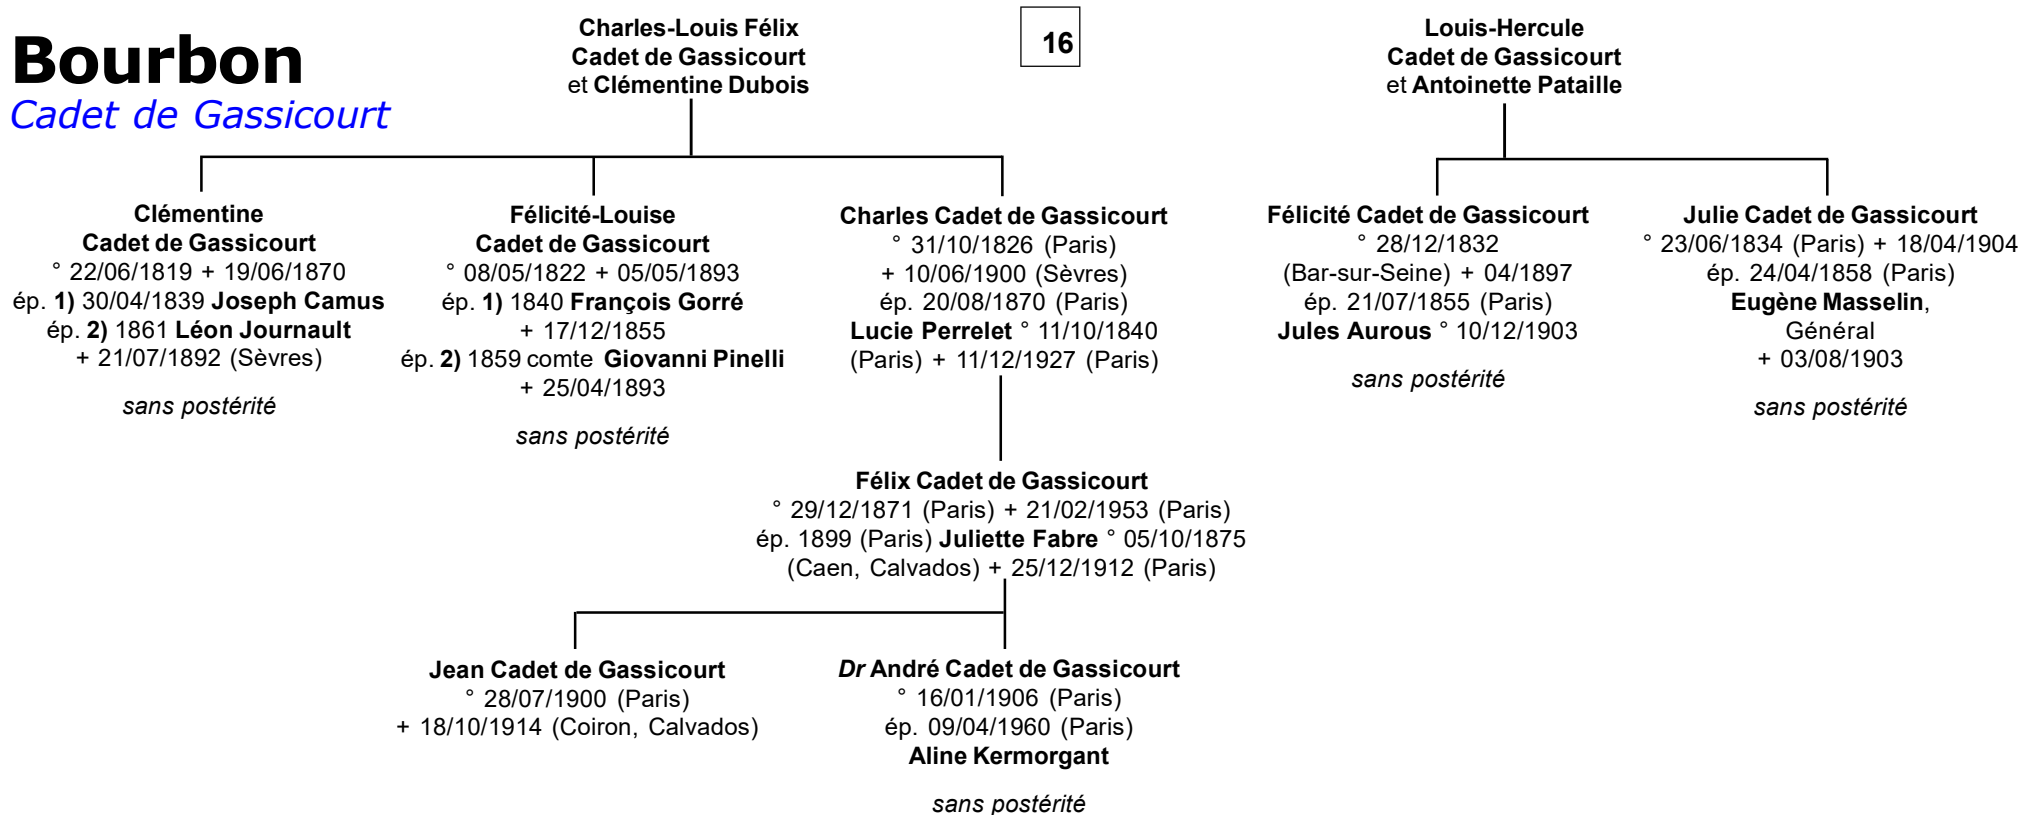 Bourbon
Cadet de Gassicourt
Charles-Louis Félix
Cadet de Gassicourt
et Clémentine Dubois
16
Louis-Hercule
Cadet de Gassicourt
et Antoinette Pataille
Clémentine
Cadet de Gassicourt
° 22/06/1819 + 19/06/1870
ép. 1) 30/04/1839 Joseph Camus
ép. 2) 1861 Léon Journault
+ 21/07/1892 (Sèvres)
sans postérité
Félicité-Louise
Cadet de Gassicourt
° 08/05/1822 + 05/05/1893
ép. 1) 1840 François Gorré
+ 17/12/1855
ép. 2) 1859 comte Giovanni Pinelli
+ 25/04/1893
sans postérité
Charles Cadet de Gassicourt
° 31/10/1826 (Paris)
+ 10/06/1900 (Sèvres)
ép. 20/08/1870 (Paris)
Lucie Perrelet ° 11/10/1840
(Paris) + 11/12/1927 (Paris)
Félicité Cadet de Gassicourt
° 28/12/1832
(Bar-sur-Seine) + 04/1897
ép. 21/07/1855 (Paris)
Jules Aurous ° 10/12/1903
sans postérité
Julie Cadet de Gassicourt
° 23/06/1834 (Paris) + 18/04/1904
ép. 24/04/1858 (Paris)
Eugène Masselin,
Général
+ 03/08/1903
sans postérité
Félix Cadet de Gassicourt
° 29/12/1871 (Paris) + 21/02/1953 (Paris)
ép. 1899 (Paris) Juliette Fabre ° 05/10/1875
(Caen, Calvados) + 25/12/1912 (Paris)
Jean Cadet de Gassicourt
° 28/07/1900 (Paris)
+ 18/10/1914 (Coiron, Calvados)
Dr André Cadet de Gassicourt
° 16/01/1906 (Paris)
ép. 09/04/1960 (Paris)
Aline Kermorgant
sans postérité